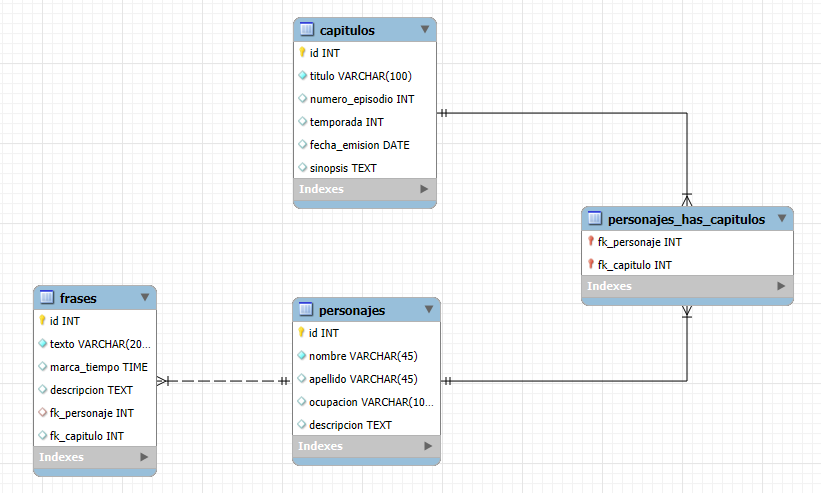 capitulos
id INT
titulo VARCHAR(100)
numero_episodio INT
temporada INT
fecha_emision DATE
sinopsis TEXT
Indexes
personajes_has_capitulos
fk_personaje INT
fk_capitulo INT
Indexes
frases
id INT
texto VARCHAR(20...
marca_tiempo TIME
descripcion TEXT
fk_personaje INT
fk_capitulo INT
Indexes
personajes
id INT
nombre VARCHAR(45)
apellido VARCHAR(45)
ocupacion VARCHAR(10...
descripcion TEXT
Indexes